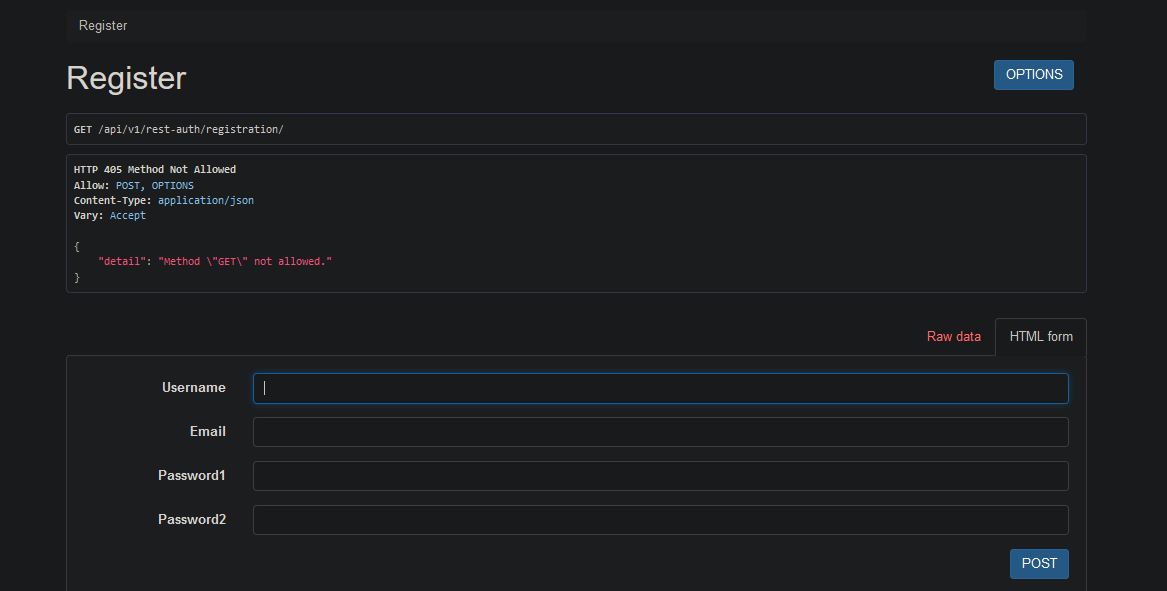 Register
Register
OPTIONS
GET /api/v1/rest-auth/registration/
HTTP 405 Method Not Allowed
Allow: POST, OPTIONS
Content-Type: application/json
Vary: Accept
{
    "detail": "Method \"GET\" not allowed."
}
Raw data
HTML form
Username
Email
Password1
Password2
POST